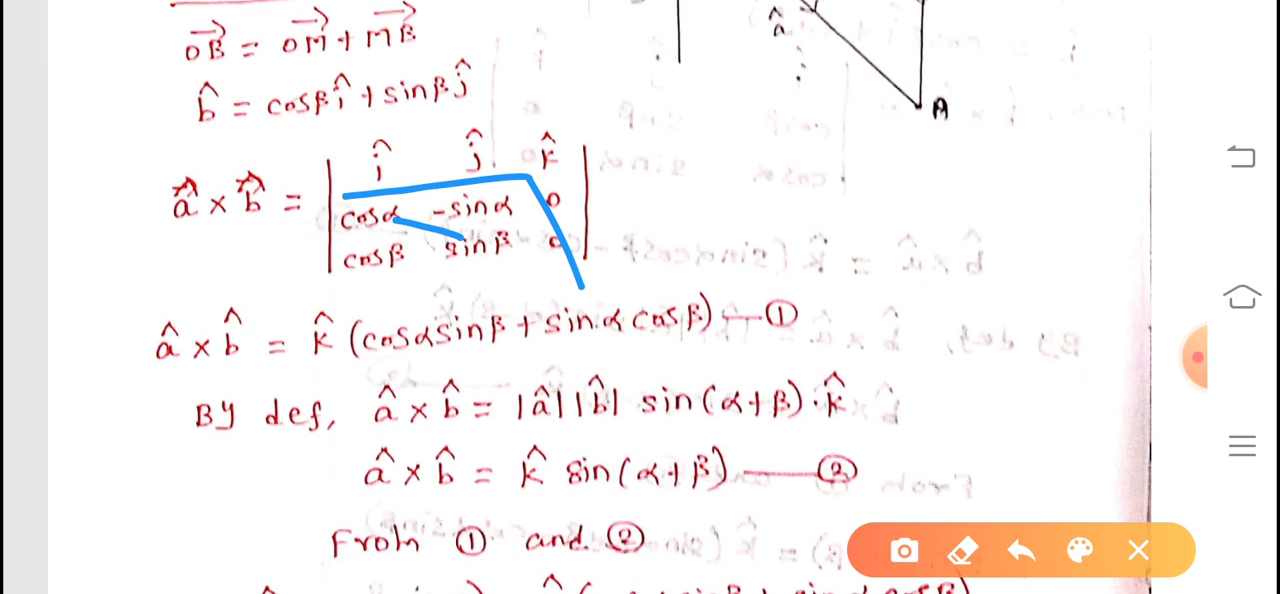 â
A
→OB = →OM + →MB
b̂ = cosβ î + sinβ ĵ
â × b̂ = | î ĵ k̂ |
| cosα -sinα 0 |
| cosβ sinβ 0 |
â × b̂ = k̂ (cosα sinβ + sinα cosβ) — ①
By def, â × b̂ = |â||b̂| sin(α+β)·k̂
â × b̂ = k̂ sin(α+β) — ②
From ① and ②